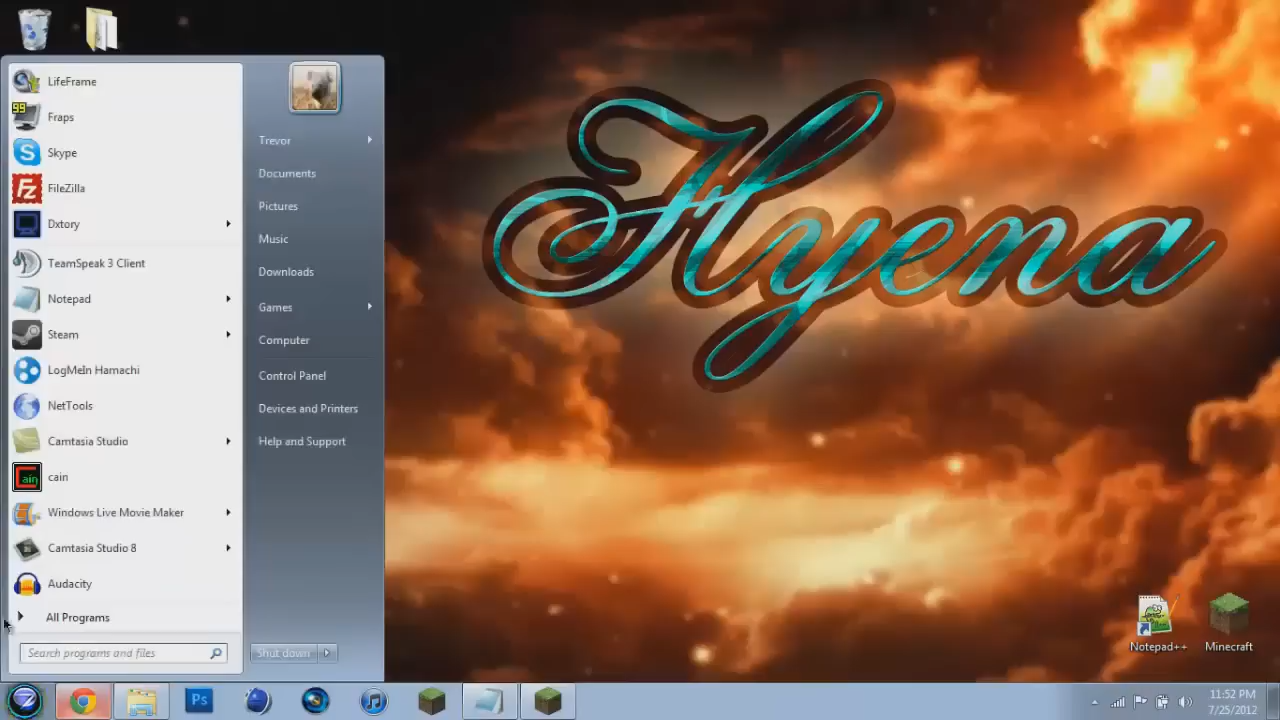 LifeFrame
99
Fraps
Skype
FileZilla
Dxtory
TeamSpeak 3 Client
Notepad
Steam
LogMeIn Hamachi
NetTools
Camtasia Studio
cain
Windows Live Movie Maker
Camtasia Studio 8
Audacity
All Programs
Search programs and files
Trevor
Documents
Pictures
Music
Downloads
Games
Computer
Control Panel
Devices and Printers
Help and Support
Shut down
Hyena
Notepad++
Minecraft
Ps
11:52 PM
7/25/2012